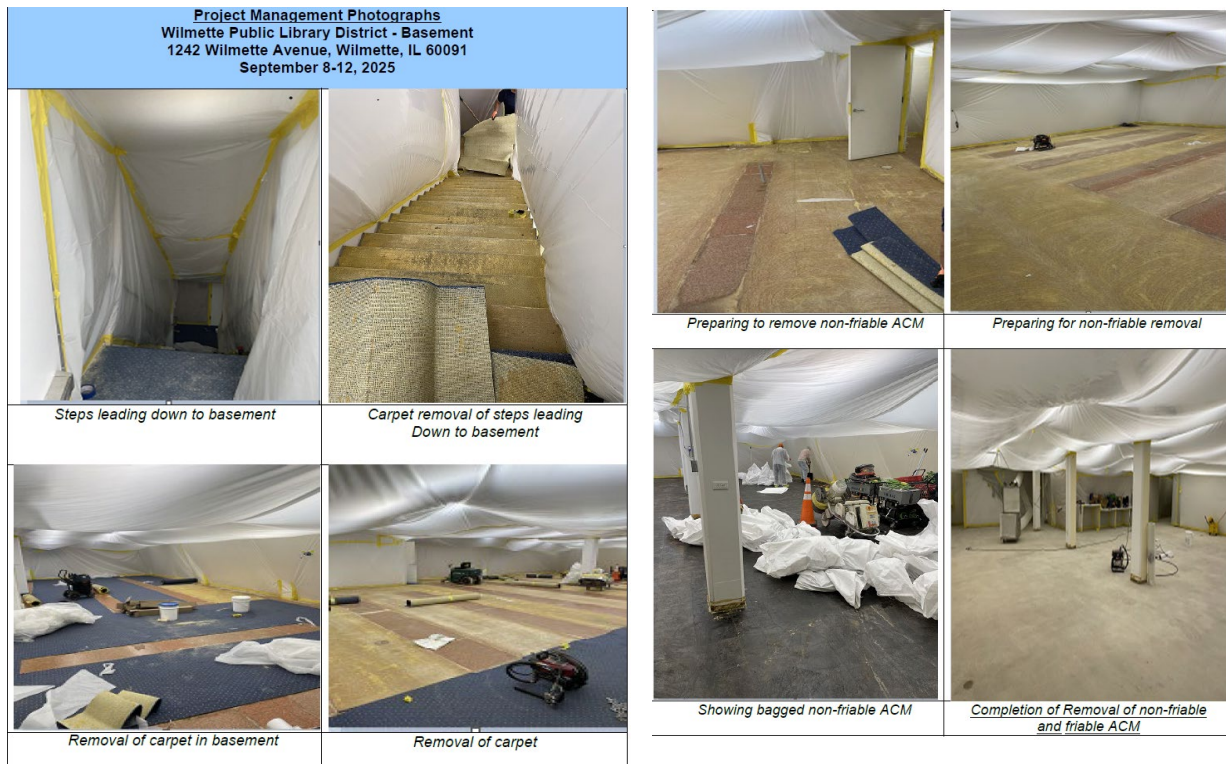 Project Management Photographs
Wilmette Public Library District - Basement
1242 Wilmette Avenue, Wilmette, IL 60091
September 8-12, 2025
Steps leading down to basement
Carpet removal of steps leading
Down to basement
Removal of carpet in basement
Removal of carpet
Preparing to remove non-friable ACM
Preparing for non-friable removal
Showing bagged non-friable ACM
Completion of Removal of non-friable
and friable ACM